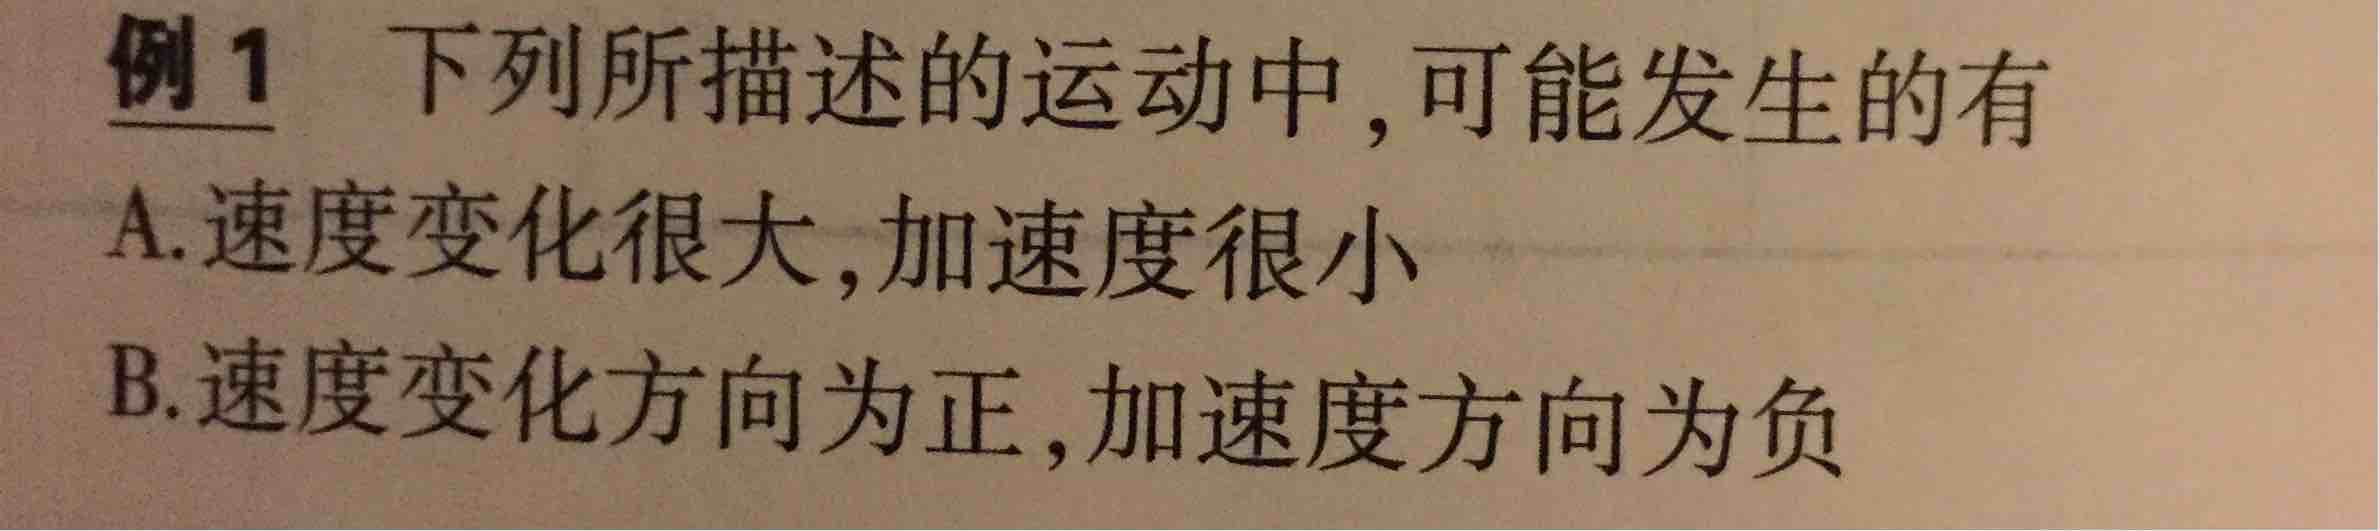 例1 下列所描述的运动中,可能发生的有
A.速度变化很大,加速度很小
B.速度变化方向为正,加速度方向为负